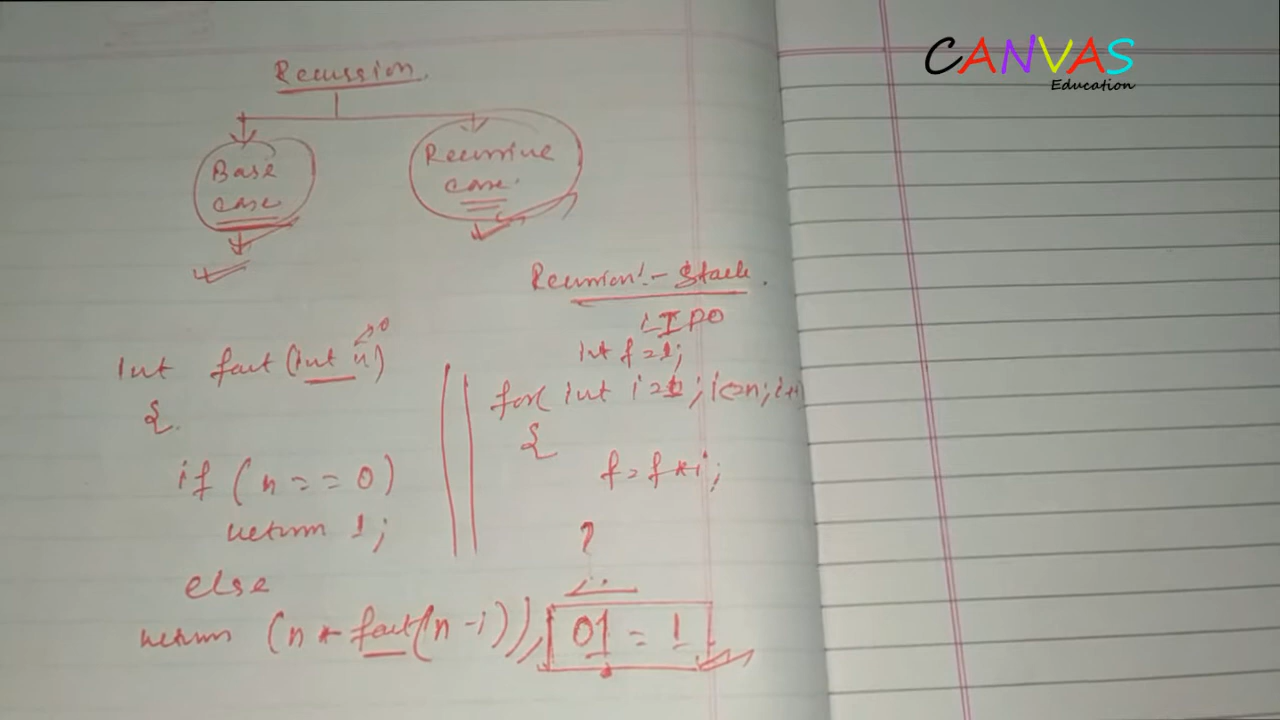 CANVAS
Education
Recussion.
Base
case
Recursive
case.
Recursion:- Stack.
LIFO
int fact (int n)
0
{
if (n == 0)
return 1;
else
return (n * fact(n-1));
int f=1;
for( int i=1; i<=n; i++
{
f = f*i;
}
0! = 1